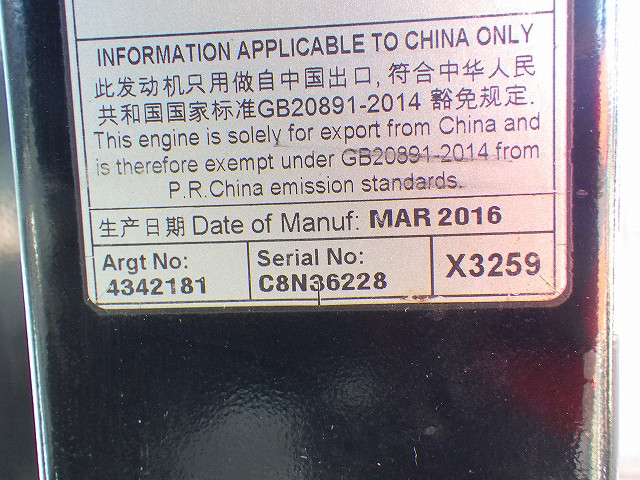 INFORMATION APPLICABLE TO CHINA ONLY
此发动机只用做自中国出口, 符合中华人民
共和国国家标准GB20891-2014 豁免规定.
This engine is solely for export from China and
is therefore exempt under GB20891-2014 from
P.R.China emission standards.
生产日期 Date of Manuf: MAR 2016
Argt No: Serial No: X3259
4342181 C8N36228